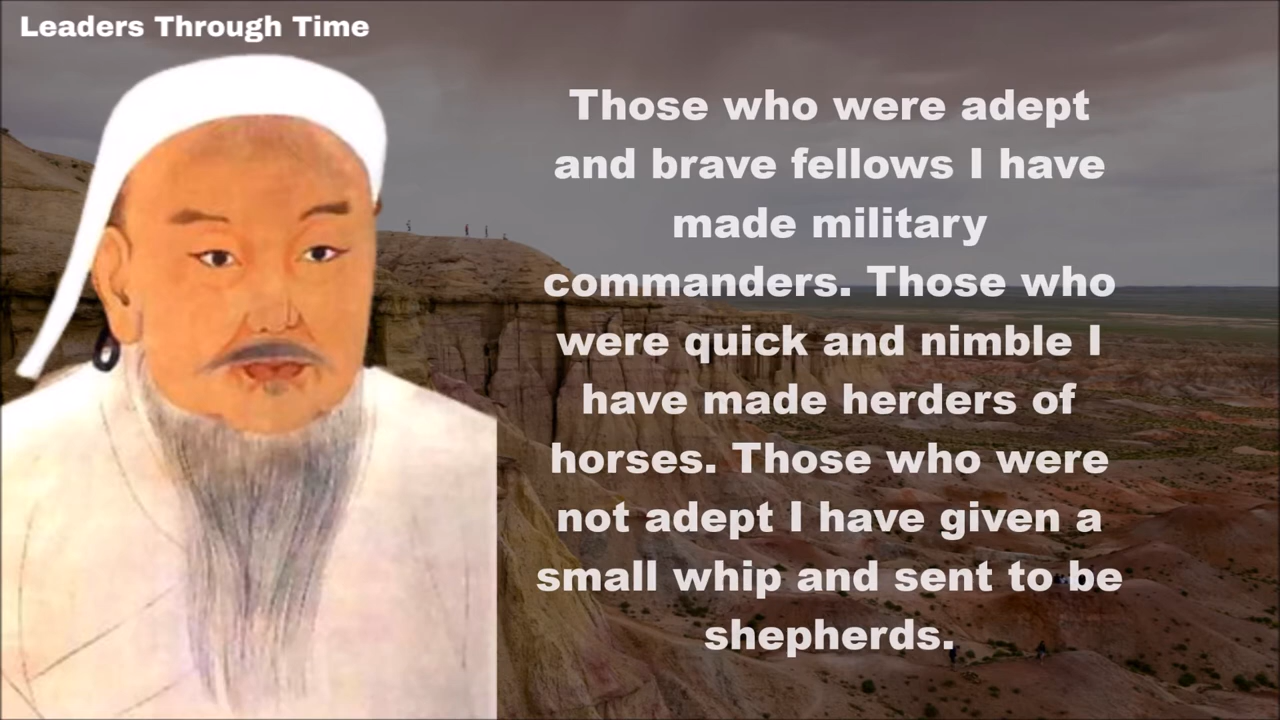 Leaders Through Time
Those who were adept
and brave fellows I have
made military
commanders. Those who
were quick and nimble I
have made herders of
horses. Those who were
not adept I have given a
small whip and sent to be
shepherds.